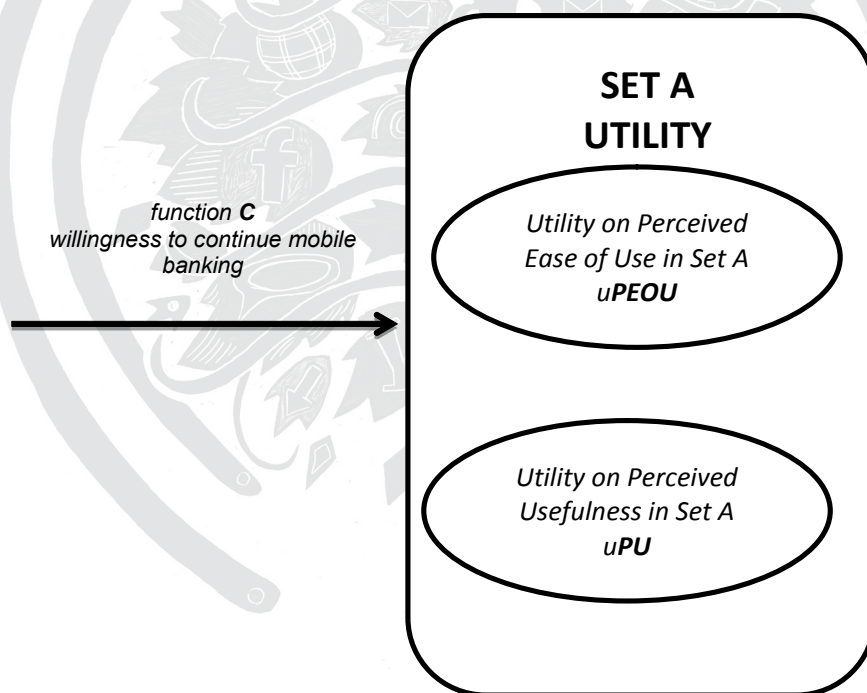 function C
willingness to continue mobile
banking
SET A
UTILITY
Utility on Perceived
Ease of Use in Set A
uPEOU
Utility on Perceived
Usefulness in Set A
uPU